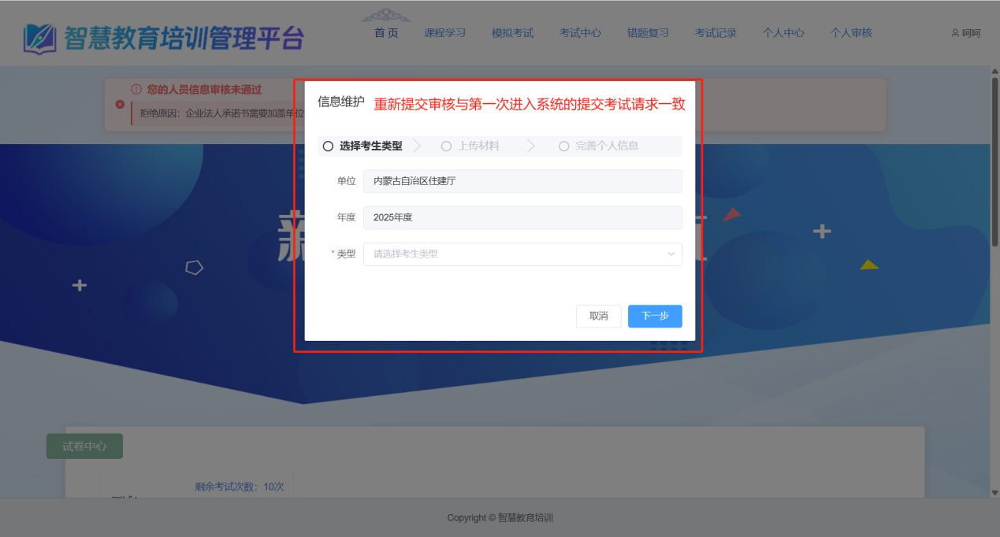 智慧教育培训管理平台
首页 课程学习 模拟考试 考试中心 错题复习 考试记录 个人中心 个人审核 呵呵
您的人员信息审核未通过
拒绝原因：企业法人承诺书需要加盖单位
信息维护 重新提交审核与第一次进入系统的提交考试请求一致
选择考生类型 上传材料 完善个人信息
单位 内蒙古自治区住建厅
年度 2025年度
* 类型 请选择考生类型
取消 下一步
试卷中心
剩余考试次数：10次
Copyright © 智慧教育培训